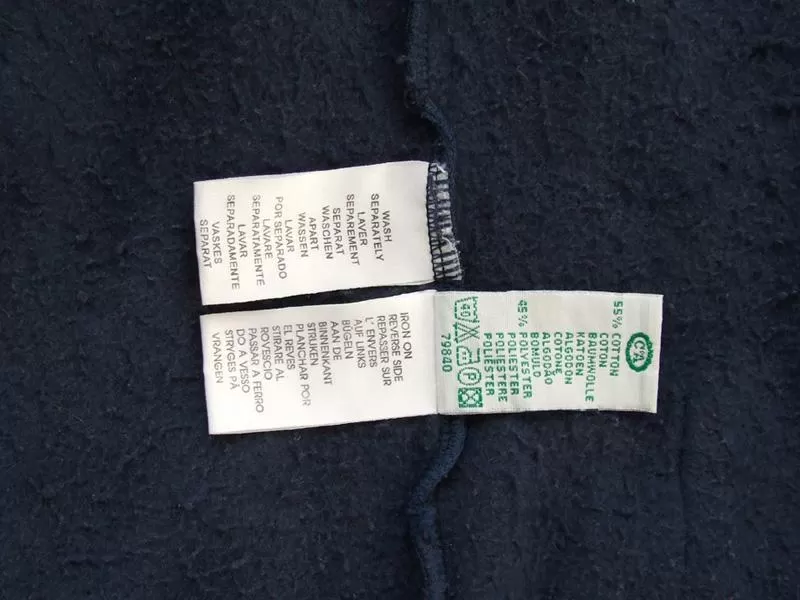 WASH
SEPARATELY
LAVER
SEPAREMENT
SEPARAT
WASCHEN
APART
WASSEN
LAVAR
POR SEPARADO
LAVARE
SEPARATAMENTE
LAVAR
SEPARADAMENTE
VASKES
SEPARAT
IRON ON
REVERSE SIDE
REPASSER SUR
L' ENVERS
AUF LINKS
BÜGELN
AAN DE
BINNENKANT
STRIJKEN
PLANCHAR POR
EL REVES
STIRARE AL
ROVESCIO
PASSAR A FERRO
DO A VESSO
STRYGES PÅ
VRANGEN
C&A
55% COTTON
COTON
BAUMWOLLE
KATOEN
ALGODON
COTONE
ALGODÃO
BOMULD
45% POLYESTER
POLIESTER
POLIESTERE
POLIESTER
40
79840